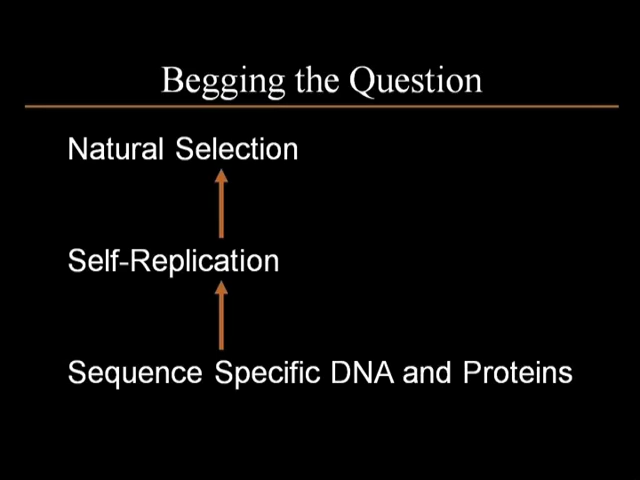 Begging the Question
Natural Selection
Self-Replication
Sequence Specific DNA and Proteins